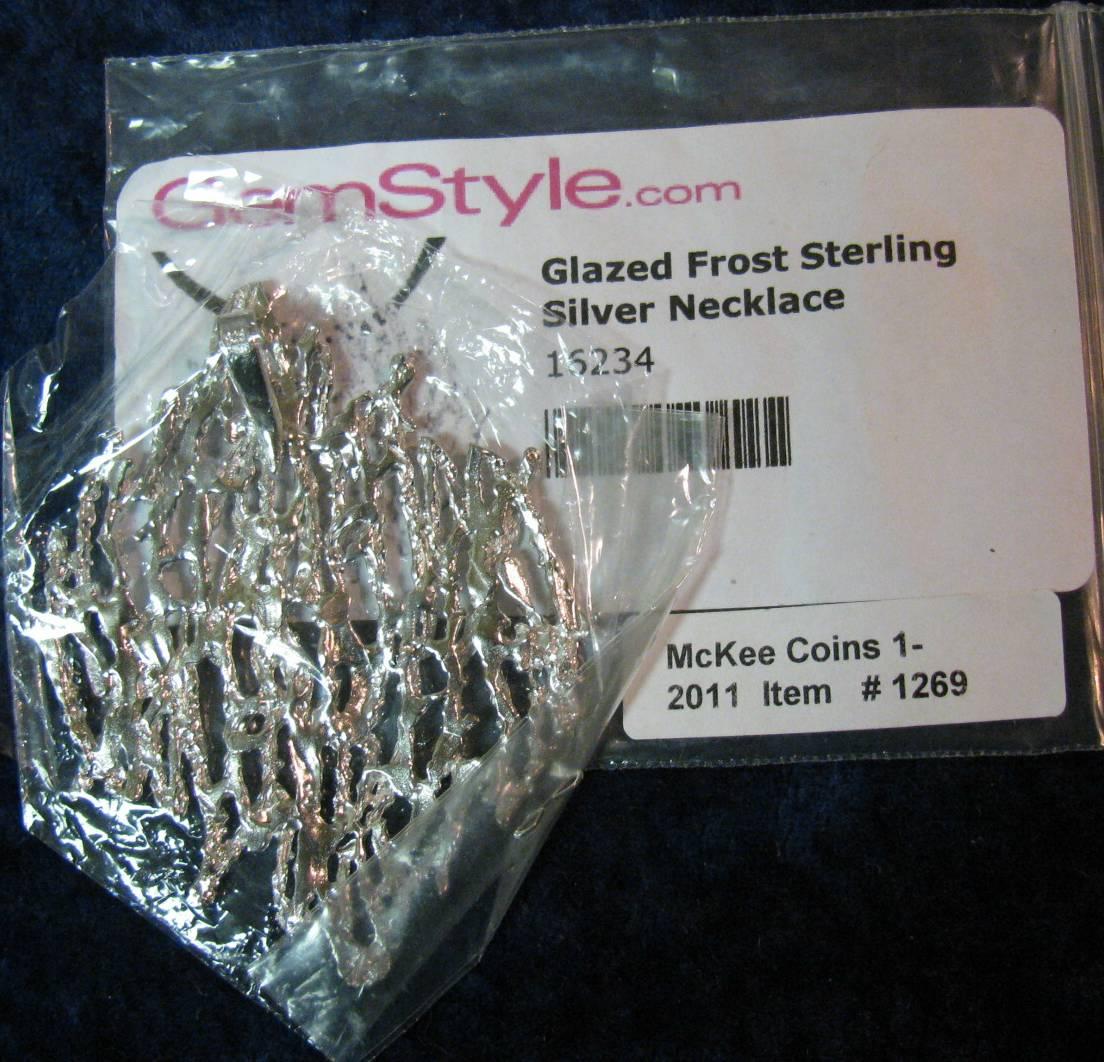 GemStyle.com
Glazed Frost Sterling
Silver Necklace
16234
McKee Coins 1-
2011 Item # 1269